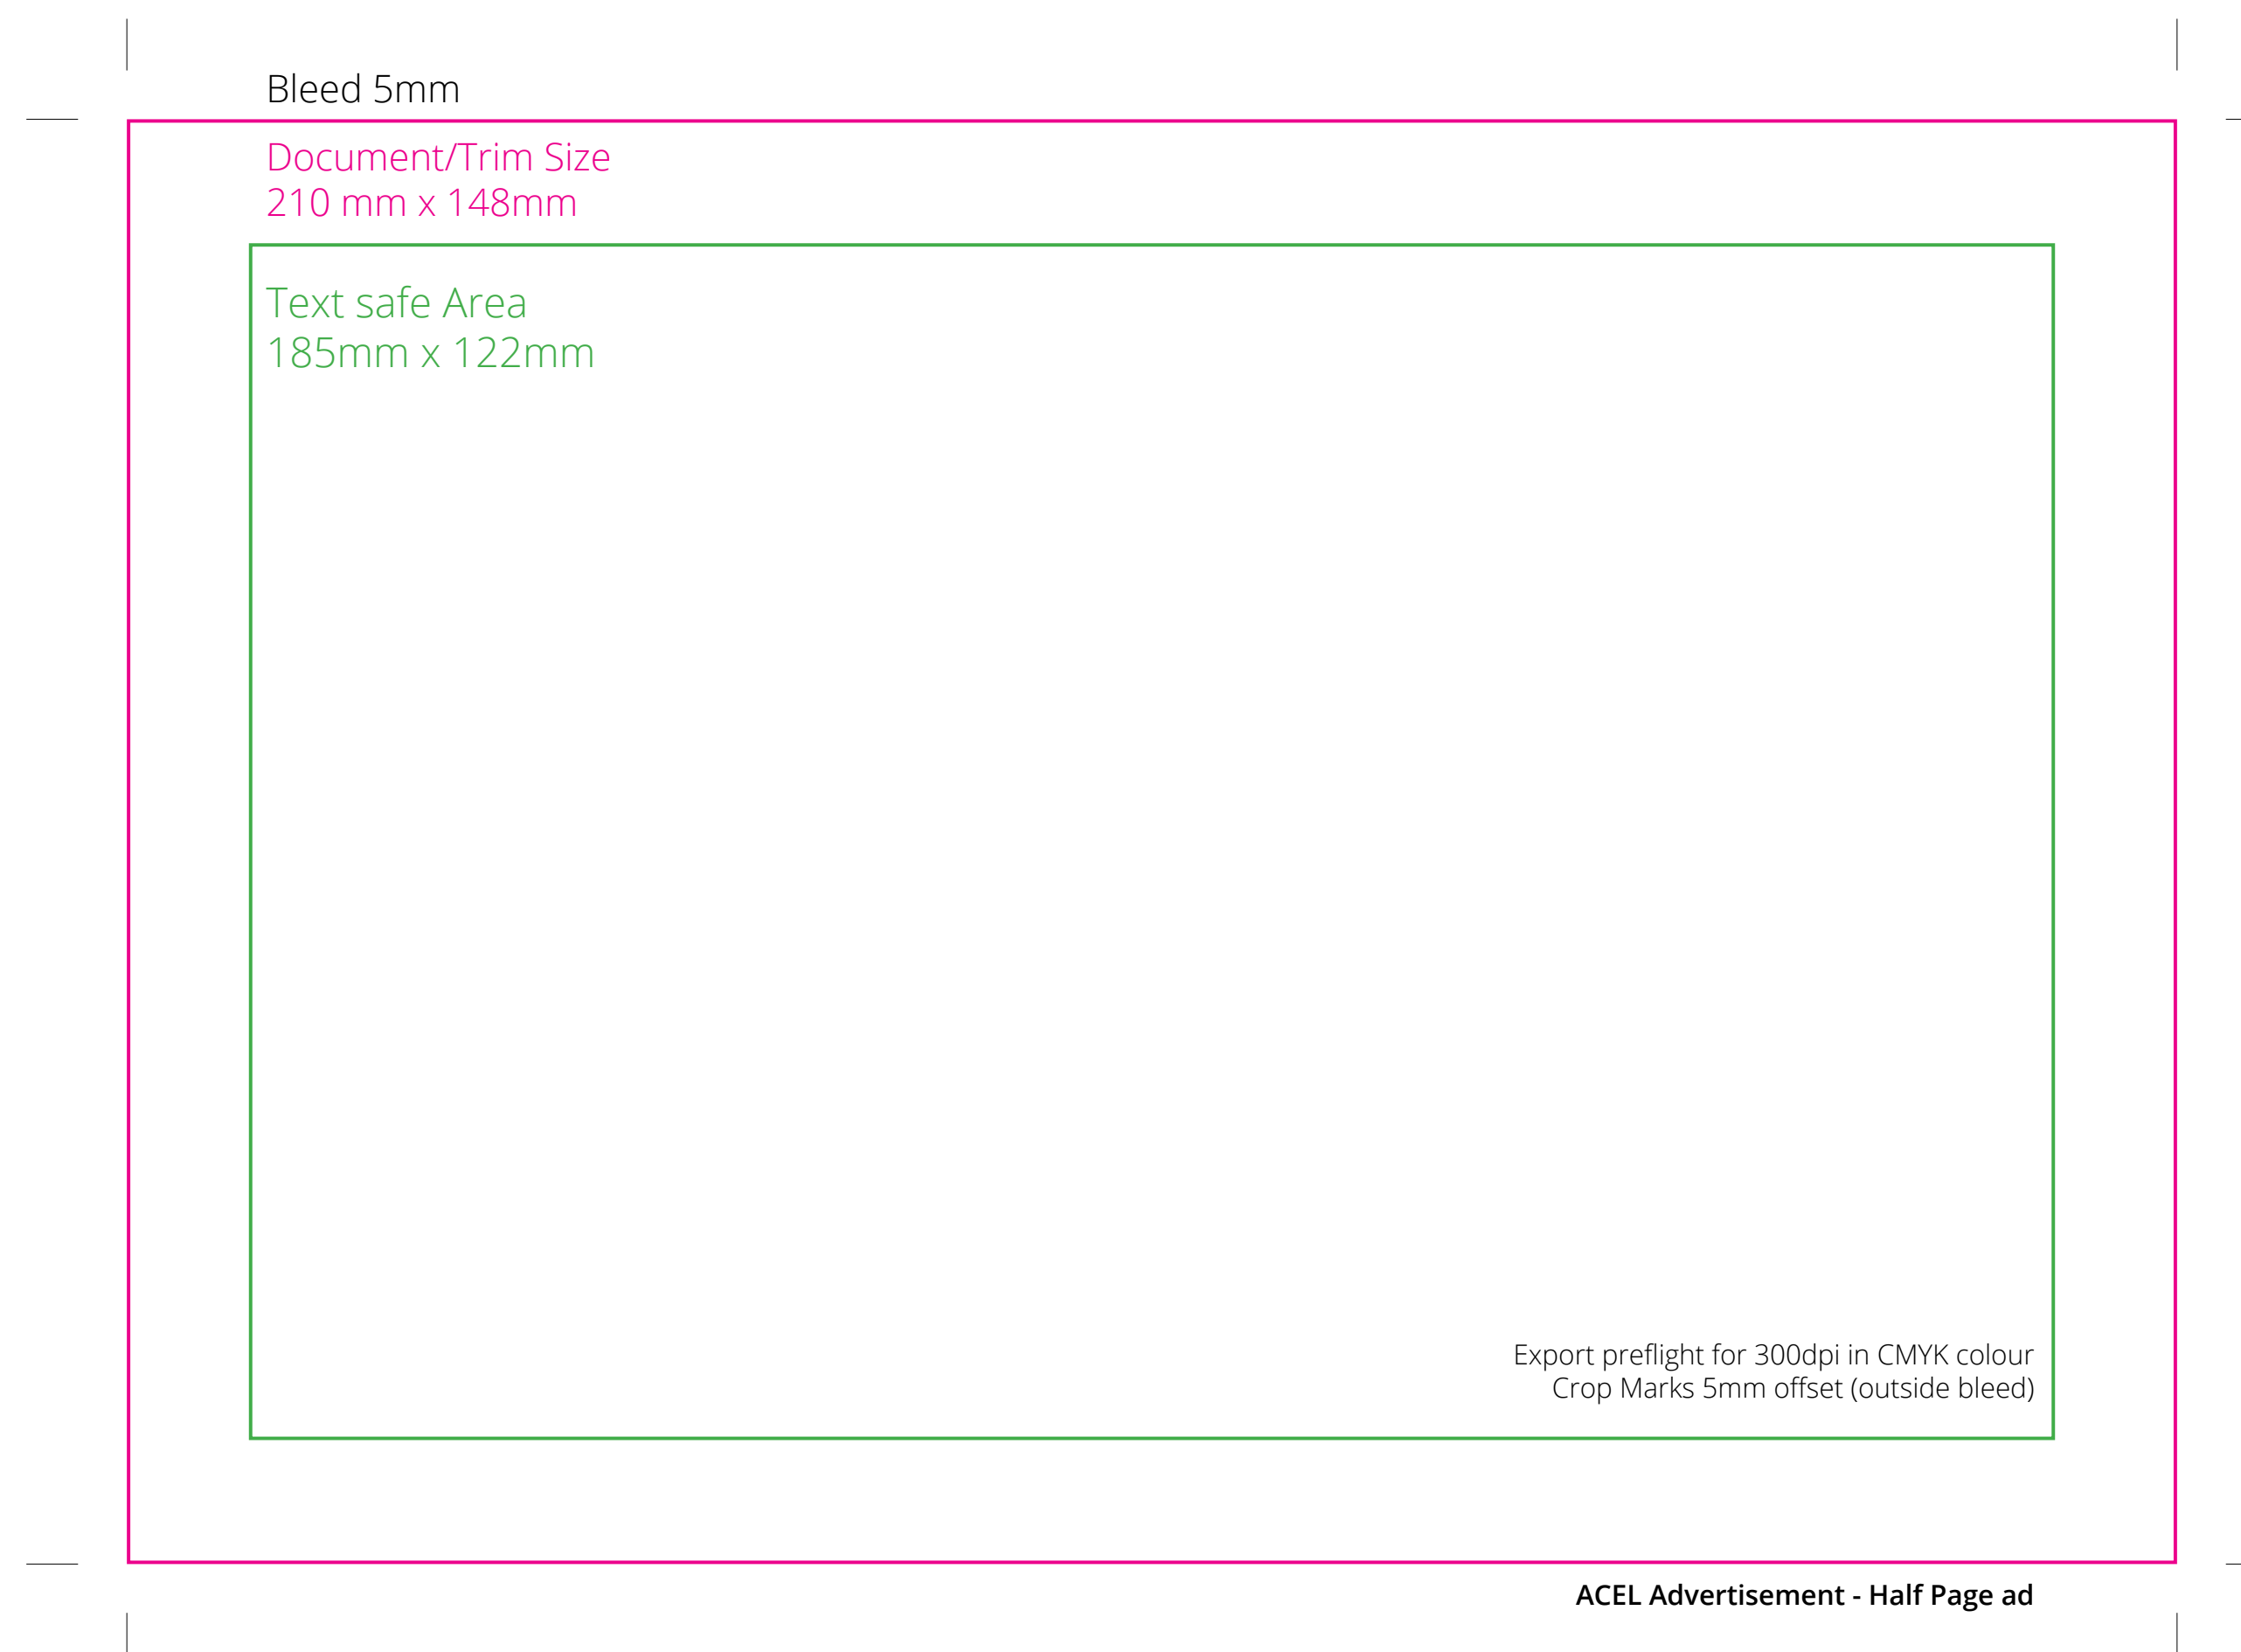 Bleed 5mm
Document/Trim Size
210 mm x 148mm
Text safe Area
185mm x 122mm
Export preflight for 300dpi in CMYK colour
Crop Marks 5mm offset (outside bleed)
ACEL Advertisement - Half Page ad